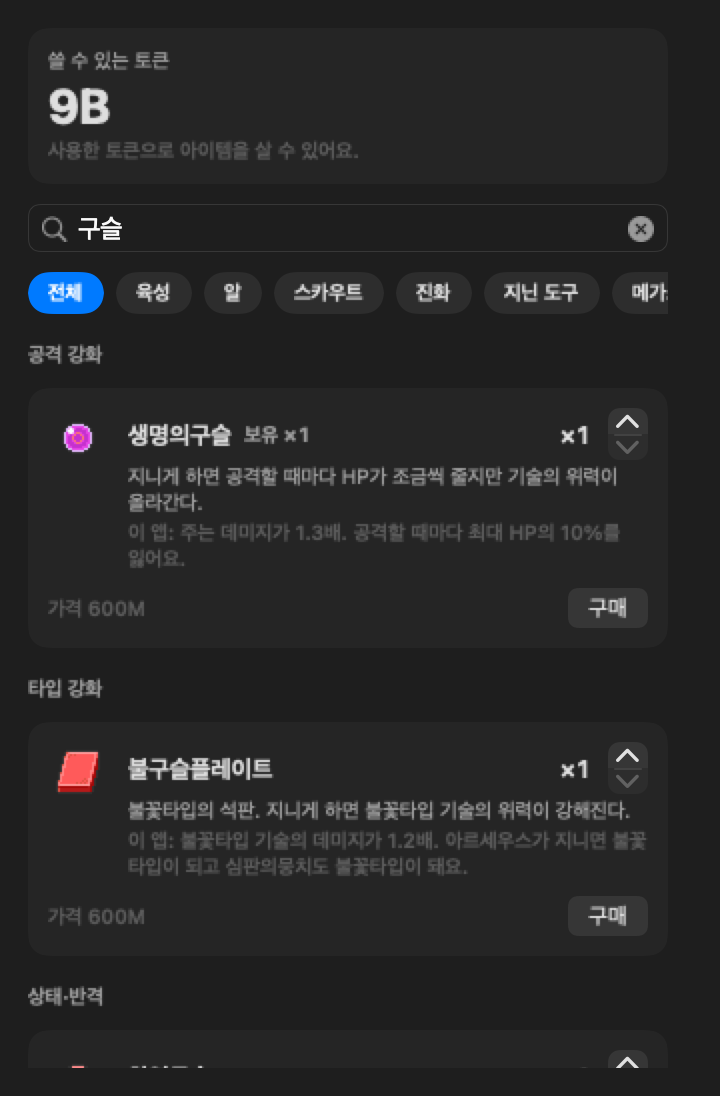 쓸 수 있는 토큰
9B
사용한 토큰으로 아이템을 살 수 있어요.
구슬
전체 육성 알 스카우트 진화 지닌 도구 메가
공격 강화
생명의구슬 보유 ×1 ×1
지니게 하면 공격할 때마다 HP가 조금씩 줄지만 기술의 위력이
올라간다.
이 앱: 주는 데미지가 1.3배. 공격할 때마다 최대 HP의 10%를
잃어요.
가격 600M 구매
타입 강화
불구슬플레이트 ×1
불꽃타입의 석판. 지니게 하면 불꽃타입 기술의 위력이 강해진다.
이 앱: 불꽃타입 기술의 데미지가 1.2배. 아르세우스가 지니면 불꽃
타입이 되고 심판의뭉치도 불꽃타입이 돼요.
가격 600M 구매
상태·반격